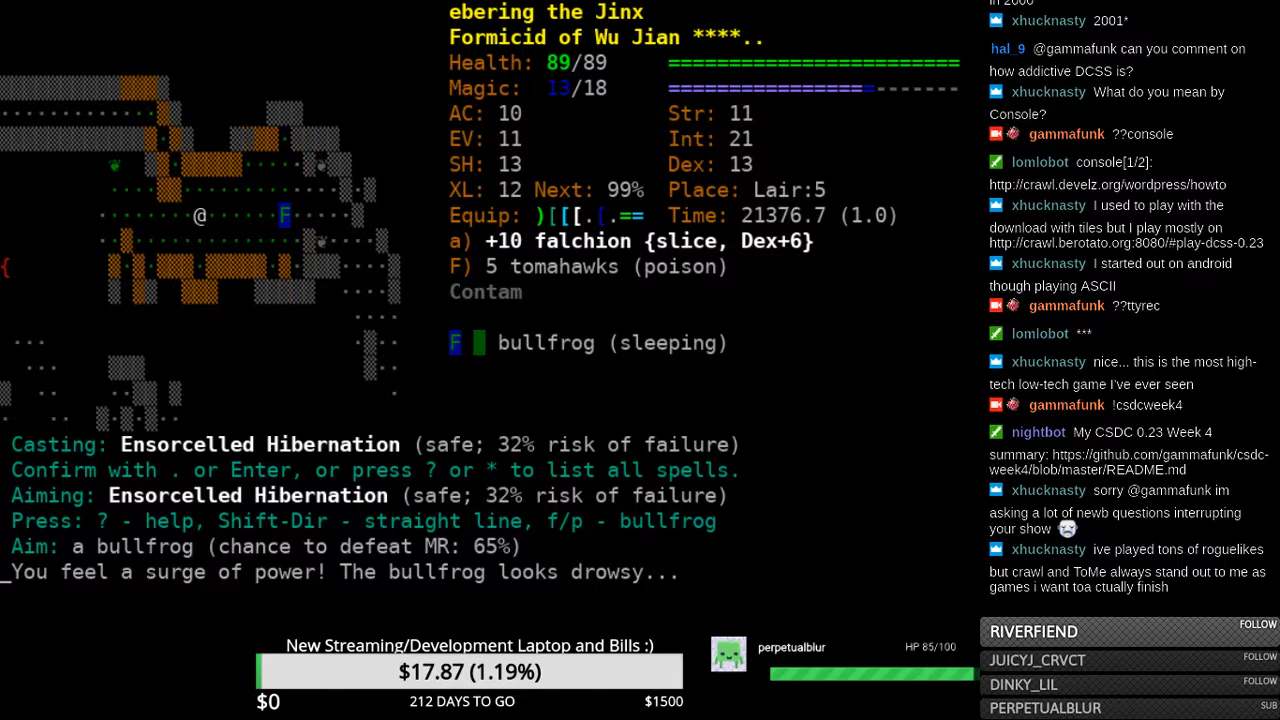 ebering the Jinx
Formicid of Wu Jian ****..
Health: 89/89 =======================
Magic: 13/18 ================-------
AC: 10 Str: 11
EV: 11 Int: 21
SH: 13 Dex: 13
XL: 12 Next: 99% Place: Lair:5
Equip: )[[[.[.== Time: 21376.7 (1.0)
a) +10 falchion {slice, Dex+6}
F) 5 tomahawks (poison)
Contam
F bullfrog (sleeping)
@
F
{
Casting: Ensorcelled Hibernation (safe; 32% risk of failure)
Confirm with . or Enter, or press ? or * to list all spells.
Aiming: Ensorcelled Hibernation (safe; 32% risk of failure)
Press: ? - help, Shift-Dir - straight line, f/p - bullfrog
Aim: a bullfrog (chance to defeat MR: 65%)
_You feel a surge of power! The bullfrog looks drowsy...
New Streaming/Development Laptop and Bills :)
$17.87 (1.19%)
$0 212 DAYS TO GO $1500
perpetualblur HP 85/100
in 2000
xhucknasty 2001*
hal_9 @gammafunk can you comment on
how addictive DCSS is?
xhucknasty What do you mean by
Console?
gammafunk ??console
lomlobot console[1/2]:
http://crawl.develz.org/wordpress/howto
xhucknasty I used to play with the
download with tiles but I play mostly on
http://crawl.berotato.org:8080/#play-dcss-0.23
xhucknasty I started out on android
though playing ASCII
gammafunk ??ttyrec
lomlobot ***
xhucknasty nice... this is the most high-
tech low-tech game I've ever seen
gammafunk !csdcweek4
nightbot My CSDC 0.23 Week 4
summary: https://github.com/gammafunk/csdc-
week4/blob/master/README.md
xhucknasty sorry @gammafunk im
asking a lot of newb questions interrupting
your show
xhucknasty ive played tons of roguelikes
but crawl and ToMe always stand out to me as
games i want toa ctually finish
RIVERFIEND FOLLOW
JUICYJ_CRVCT FOLLOW
DINKY_LIL FOLLOW
PERPETUALBLUR SUB